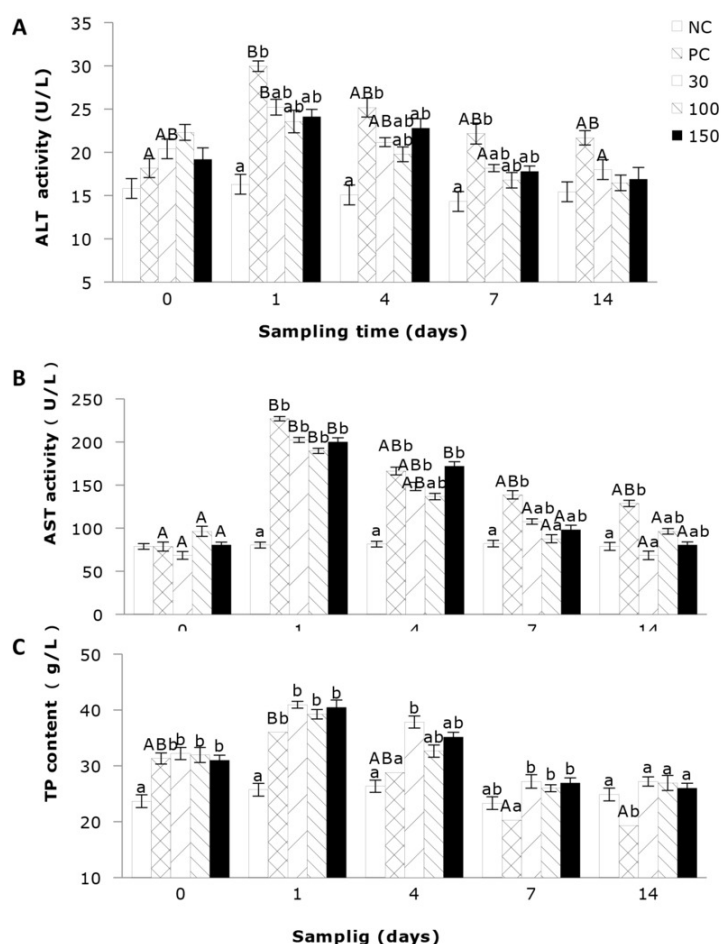 A
ALT activity (U/L)
35
30
25
20
15
10
5
A AB
a Bb Bab ab ab
a ABb ABab ab ab
a ABb Aab ab ab
AB A
0 1 4 7 14
Sampling time (days)
NC
PC
30
100
150
B
AST activity ( U/L)
250
200
150
100
50
0
A A A A
a Bb Bb Bb Bb
a ABb ABb ABab Bb
a ABb Aab Aa Aab
a ABb Aa Aab Aab
0 1 4 7 14
C
TP content ( g/L)
50
40
30
20
10
a ABb b b b
a Bb b b b
a ABa b ab ab
ab Aa b b b
a Ab a a a
0 1 4 7 14
Samplig (days)